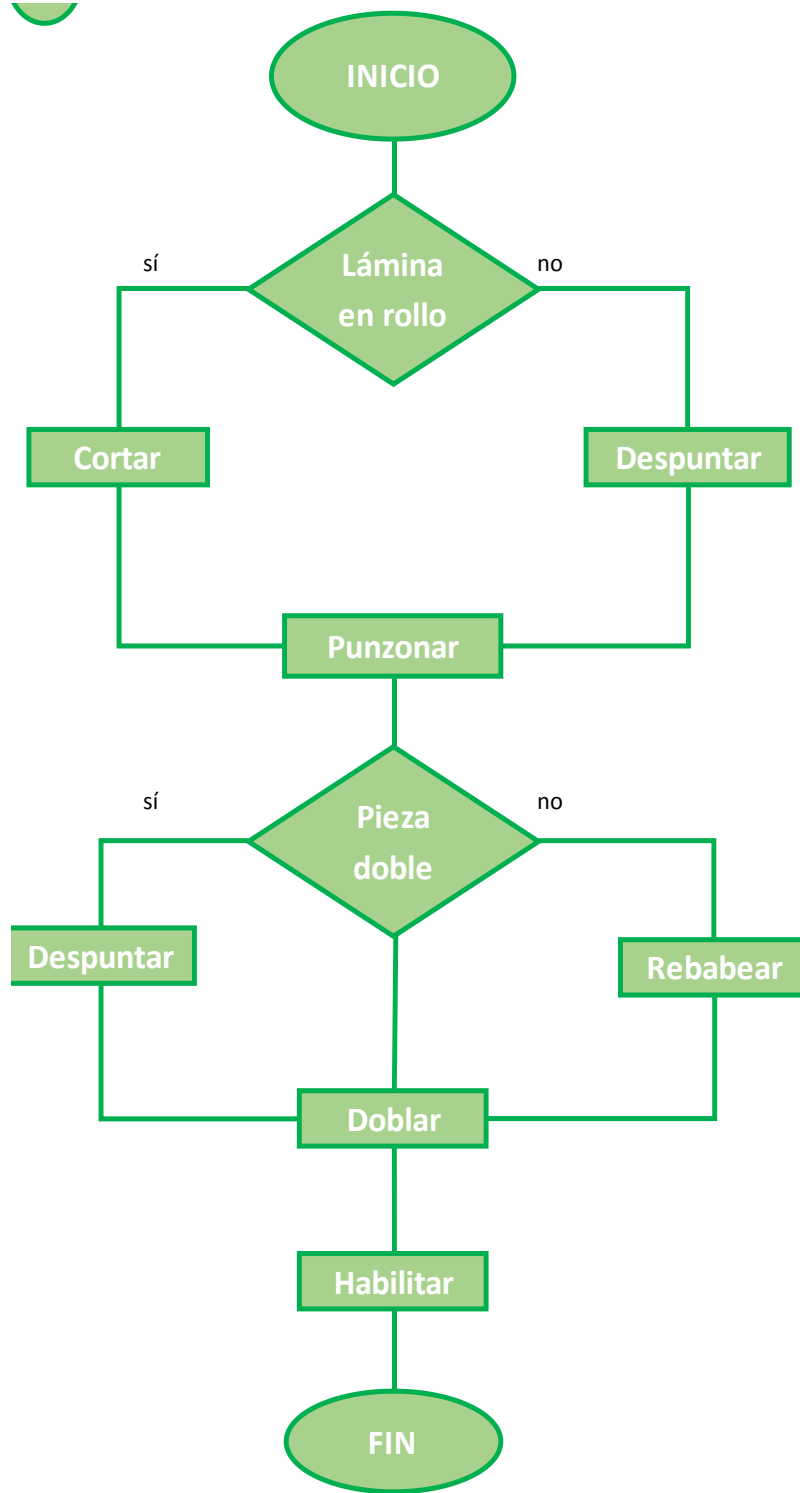 INICIO
sí
Lámina
en rollo
no
Cortar
Despuntar
Punzonar
sí
Pieza
doble
no
Despuntar
Rebabear
Doblar
Habilitar
FIN